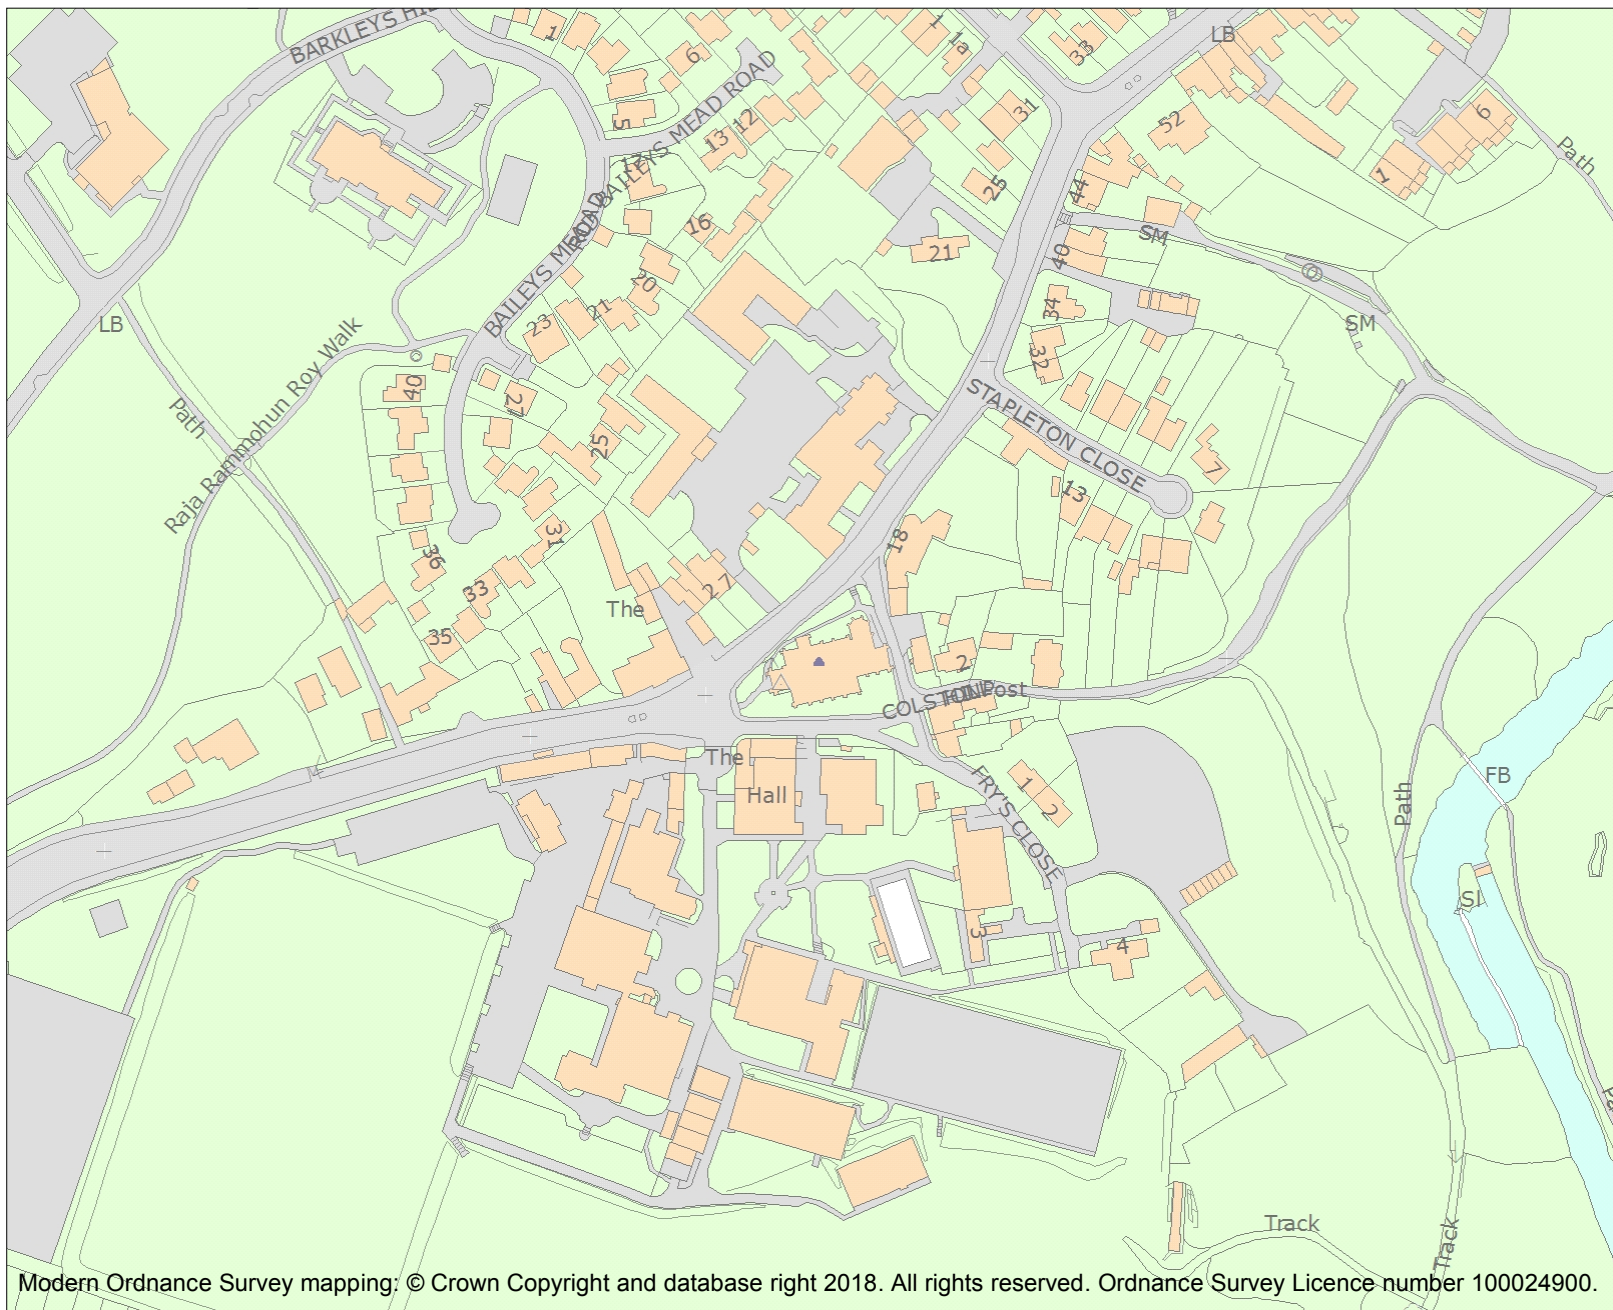 BARKLEYS HIL
1
6
1
1a
33
LB
5
BAILEYS MEAD ROAD
13
12
17
31
52
6
1
Path
25
44
BAILEYS MEAD ROAD
16
21
40
SM
20
21
23
34
SM
LB
Raja Rammohun Roy Walk
Path
40
27
32
STAPLETON CLOSE
25
7
13
31
18
36
33
27
The
35
2
COLSTON
HILL
Post
The
Hall
FRY'S CLOSE
1
2
Path
FB
3
4
Sl
Track
Track
Modern Ordnance Survey mapping: © Crown Copyright and database right 2018. All rights reserved. Ordnance Survey Licence number 100024900.